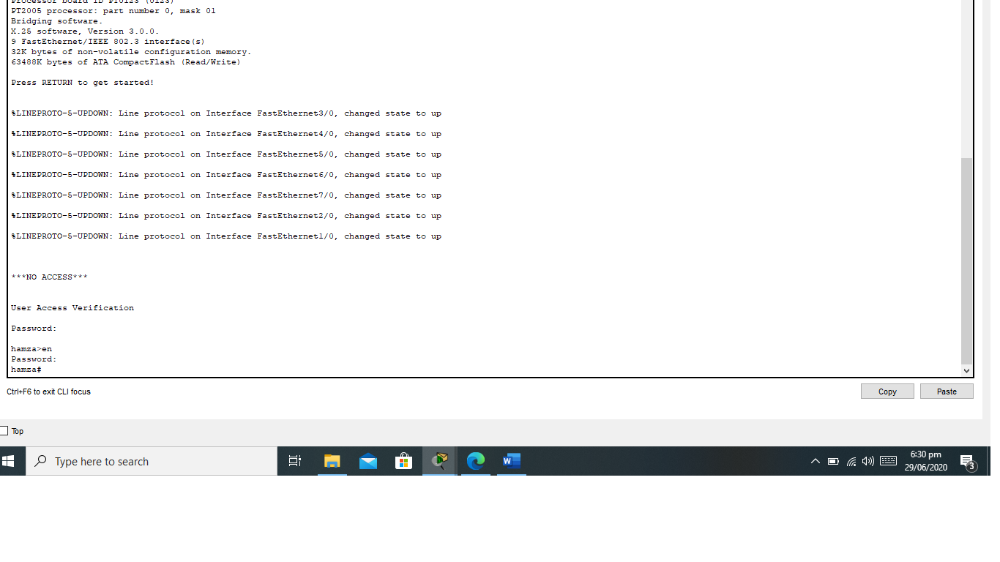 Processor board ID PT0123 (0123)
PT2005 processor: part number 0, mask 01
Bridging software.
X.25 software, Version 3.0.0.
9 FastEthernet/IEEE 802.3 interface(s)
32K bytes of non-volatile configuration memory.
63488K bytes of ATA CompactFlash (Read/Write)
Press RETURN to get started!
%LINEPROTO-5-UPDOWN: Line protocol on Interface FastEthernet3/0, changed state to up
%LINEPROTO-5-UPDOWN: Line protocol on Interface FastEthernet4/0, changed state to up
%LINEPROTO-5-UPDOWN: Line protocol on Interface FastEthernet5/0, changed state to up
%LINEPROTO-5-UPDOWN: Line protocol on Interface FastEthernet6/0, changed state to up
%LINEPROTO-5-UPDOWN: Line protocol on Interface FastEthernet7/0, changed state to up
%LINEPROTO-5-UPDOWN: Line protocol on Interface FastEthernet2/0, changed state to up
%LINEPROTO-5-UPDOWN: Line protocol on Interface FastEthernet1/0, changed state to up
***NO ACCESS***
User Access Verification
Password:
hamza>en
Password:
hamza#
Ctrl+F6 to exit CLI focus
Copy
Paste
Top
Type here to search
W
6:30 pm
29/06/2020
3